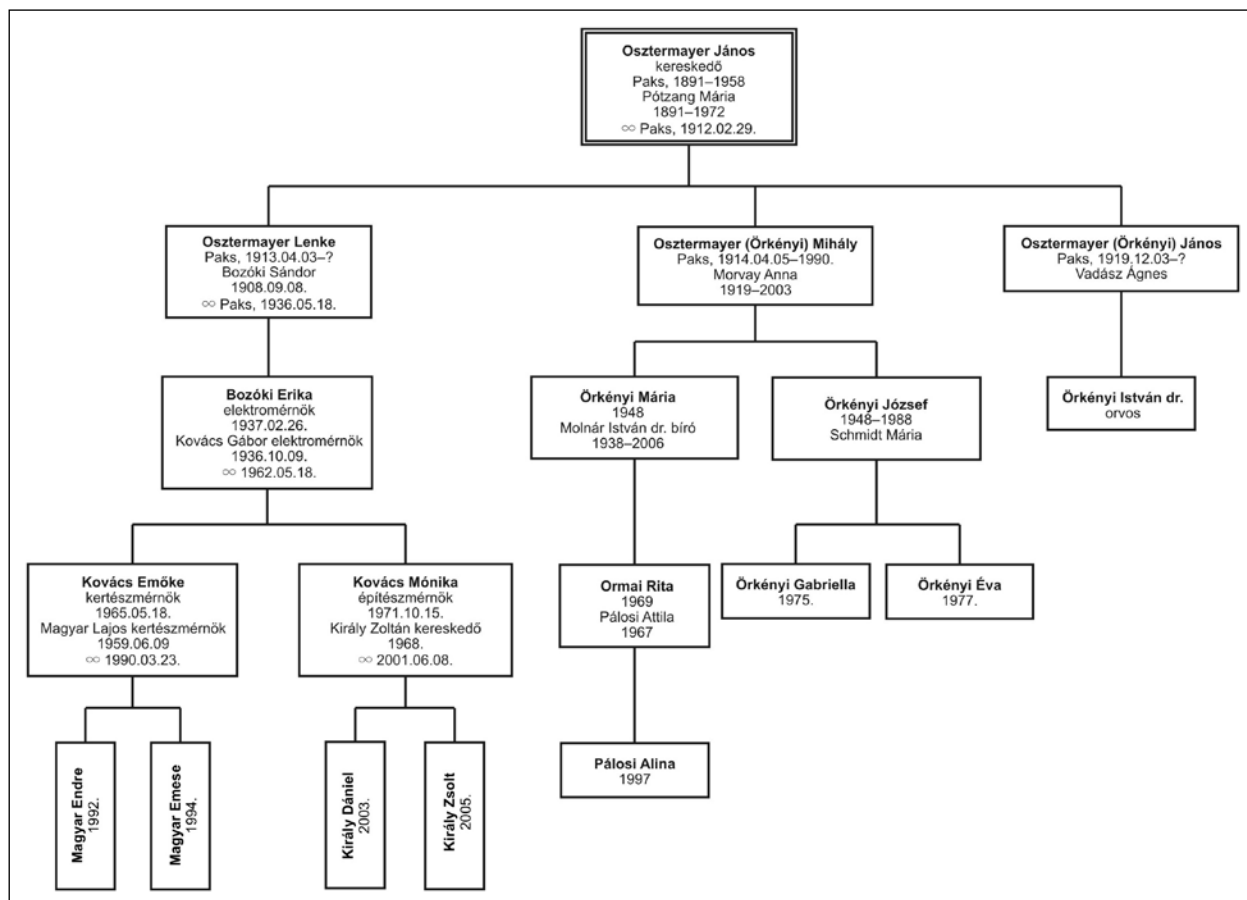 Osztermayer János
kereskedő
Paks, 1891–1958
Pótzang Mária
1891–1972
∞ Paks, 1912.02.29.
Osztermayer Lenke
Paks, 1913.04.03–?
Bozóki Sándor
1908.09.08.
∞ Paks, 1936.05.18.
Osztermayer (Örkényi) Mihály
Paks, 1914.04.05–1990.
Morvay Anna
1919–2003
Osztermayer (Örkényi) János
Paks, 1919.12.03–?
Vadász Ágnes
Bozóki Erika
elektromérnök
1937.02.26.
Kovács Gábor elektromérnök
1936.10.09.
∞ 1962.05.18.
Örkényi Mária
1948
Molnár István dr. bíró
1938–2006
Örkényi József
1948–1988
Schmidt Mária
Örkényi István dr.
orvos
Kovács Emőke
kertészmérnök
1965.05.18.
Magyar Lajos kertészmérnök
1959.06.09
∞ 1990.03.23.
Kovács Mónika
építészmérnök
1971.10.15.
Király Zoltán kereskedő
1968.
∞ 2001.06.08.
Ormai Rita
1969
Pálosi Attila
1967
Örkényi Gabriella
1975.
Örkényi Éva
1977.
Magyar Endre
1992.
Magyar Emese
1994.
Király Dániel
2003.
Király Zsolt
2005.
Pálosi Alina
1997